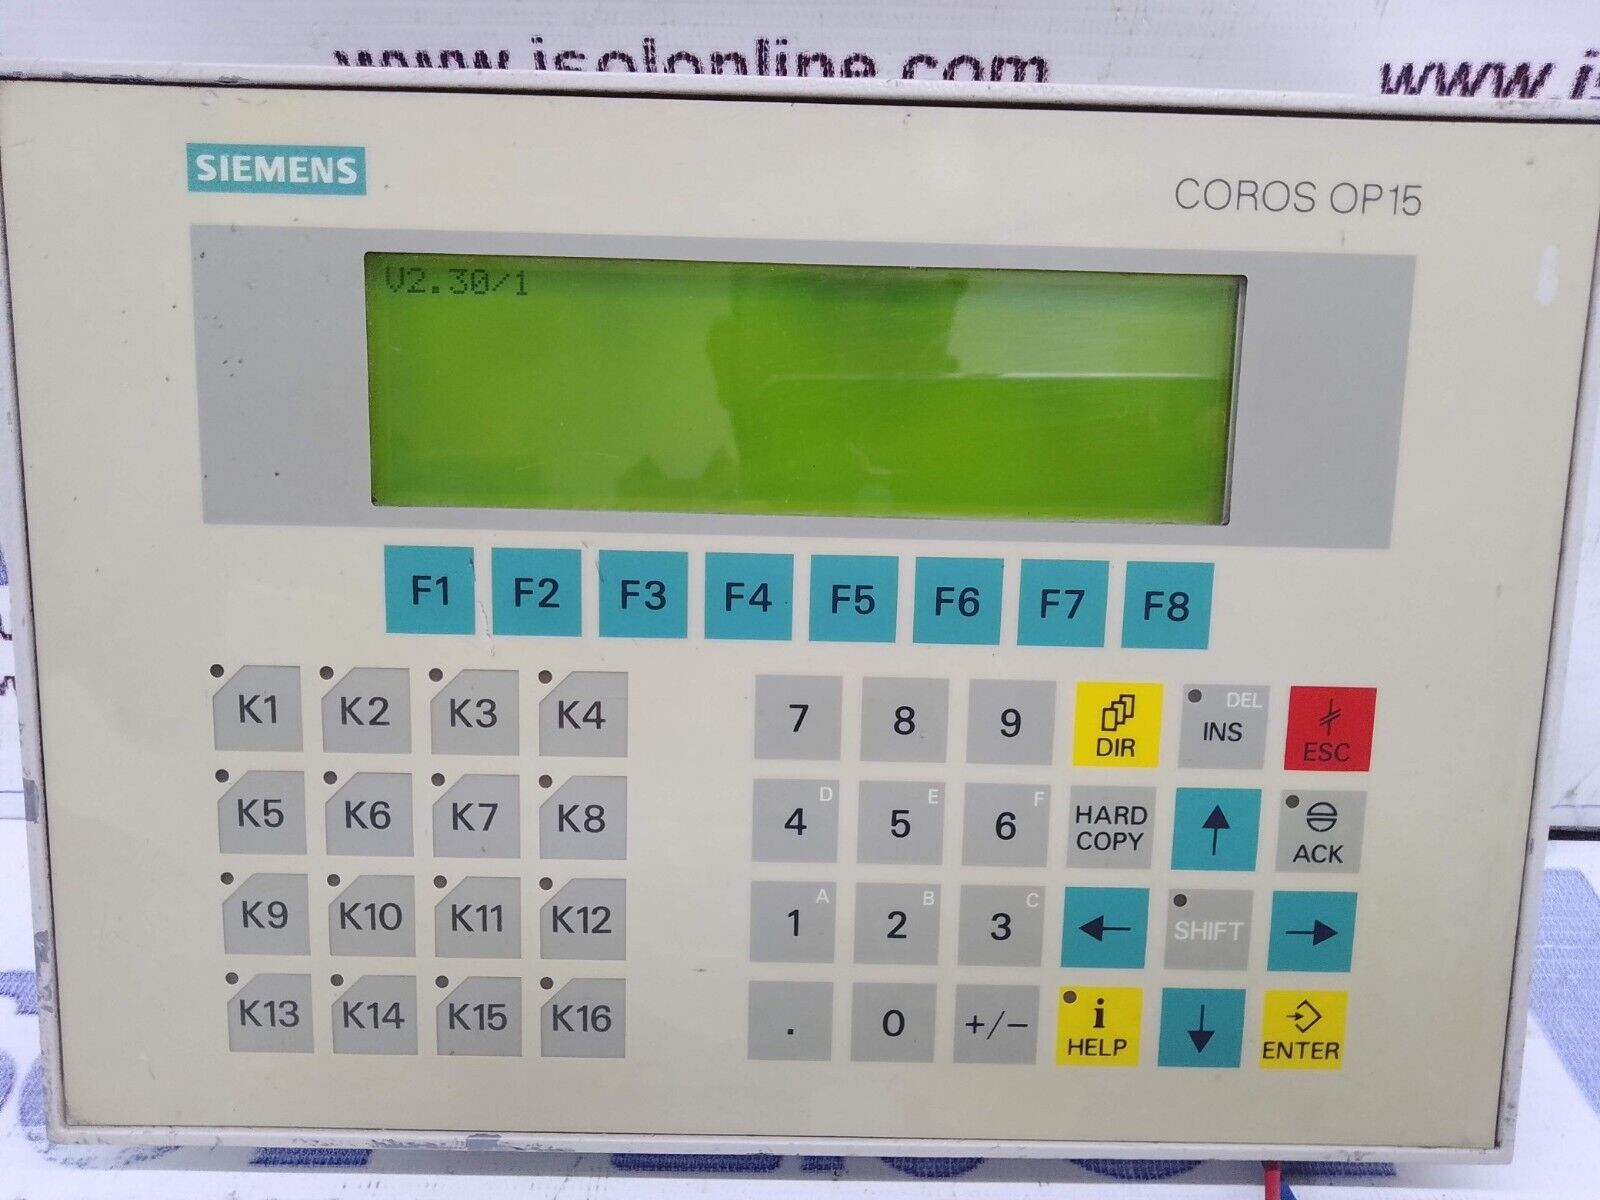 www.isolonline.com
SIEMENS
COROS OP15
V2.30/1
F1 F2 F3 F4 F5 F6 F7 F8
K1 K2 K3 K4
7 8 9 DIR DEL INS ESC
K5 K6 K7 K8
4 D 5 E 6 F HARD COPY ACK
K9 K10 K11 K12
1 A 2 B 3 C SHIFT
K13 K14 K15 K16
. 0 +/- i HELP ENTER